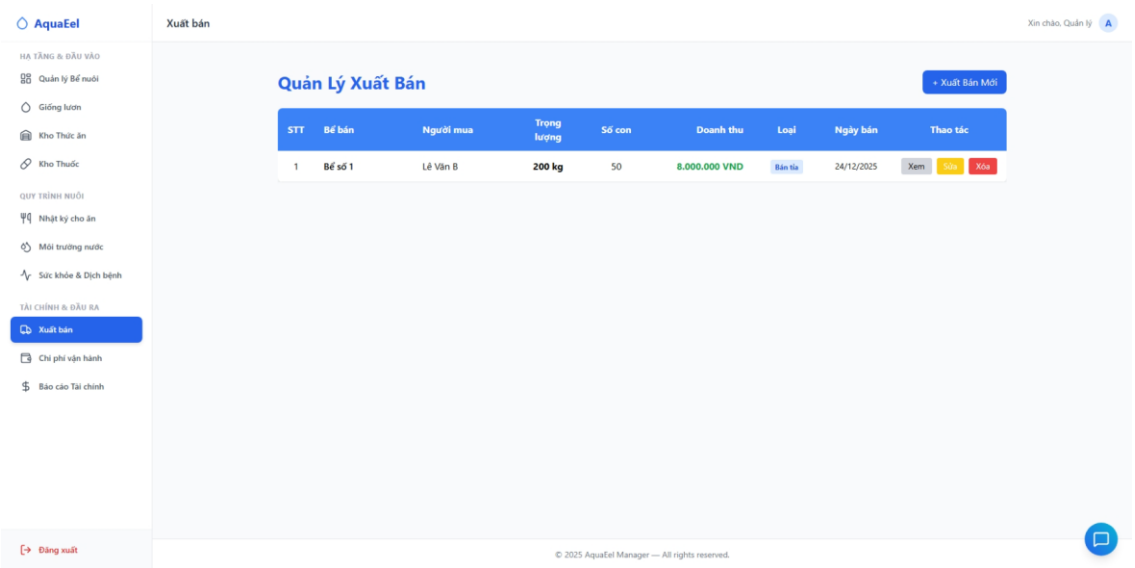 AquaEel
Xuất bán
Xin chào, Quản lý
A
HẠ TẦNG & ĐẦU VÀO
Quản lý Bể nuôi
Giống lươn
Kho Thức ăn
Kho Thuốc
QUY TRÌNH NUÔI
Nhật ký cho ăn
Môi trường nước
Sức khỏe & Dịch bệnh
TÀI CHÍNH & ĐẦU RA
Xuất bán
Chi phí vận hành
Báo cáo Tài chính
Đăng xuất
Quản Lý Xuất Bán
+ Xuất Bán Mới
STT Bể bán Người mua Trọng lượng Số con Doanh thu Loại Ngày bán Thao tác
1 Bể số 1 Lê Văn B 200 kg 50 8.000.000 VND Bán tỉa 24/12/2025 Xem Sửa Xóa
© 2025 AquaEel Manager — All rights reserved.